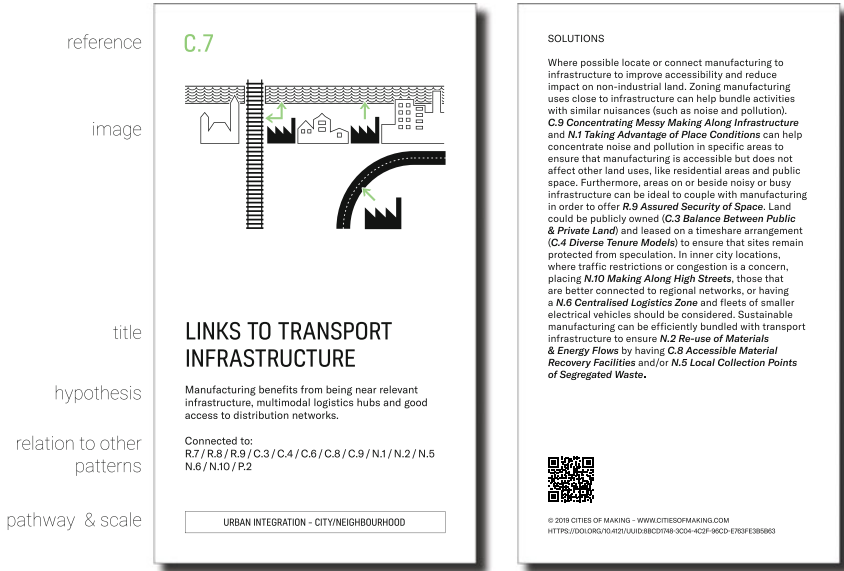 reference
C.7
image
title
LINKS TO TRANSPORT
INFRASTRUCTURE
hypothesis
Manufacturing benefits from being near relevant
infrastructure, multimodal logistics hubs and good
access to distribution networks.
relation to other
patterns
Connected to:
R.7 / R.8 / R.9 / C.3 / C.4 / C.6 / C.8 / C.9 / N.1 / N.2 / N.5
N.6 / N.10 / P.2
pathway & scale
URBAN INTEGRATION – CITY/NEIGHBOURHOOD
SOLUTIONS
Where possible locate or connect manufacturing to
infrastructure to improve accessibility and reduce
impact on non-industrial land. Zoning manufacturing
uses close to infrastructure can help bundle activities
with similar nuisances (such as noise and pollution).
C.9 Concentrating Messy Making Along Infrastructure
and N.1 Taking Advantage of Place Conditions can help
concentrate noise and pollution in specific areas to
ensure that manufacturing is accessible but does not
affect other land uses, like residential areas and public
space. Furthermore, areas on or beside noisy or busy
infrastructure can be ideal to couple with manufacturing
in order to offer R.9 Assured Security of Space. Land
could be publicly owned (C.3 Balance Between Public
& Private Land) and leased on a timeshare arrangement
(C.4 Diverse Tenure Models) to ensure that sites remain
protected from speculation. In inner city locations,
where traffic restrictions or congestion is a concern,
placing N.10 Making Along High Streets, those that
are better connected to regional networks, or having
a N.6 Centralised Logistics Zone and fleets of smaller
electrical vehicles should be considered. Sustainable
manufacturing can be efficiently bundled with transport
infrastructure to ensure N.2 Re-use of Materials
& Energy Flows by having C.8 Accessible Material
Recovery Facilities and/or N.5 Local Collection Points
of Segregated Waste.
© 2019 CITIES OF MAKING – WWW.CITIESOFMAKING.COM
HTTPS://DOI.ORG/10.4121/UUID:8BCD1748-3C04-4C2F-96CD-E763FE3B5B63